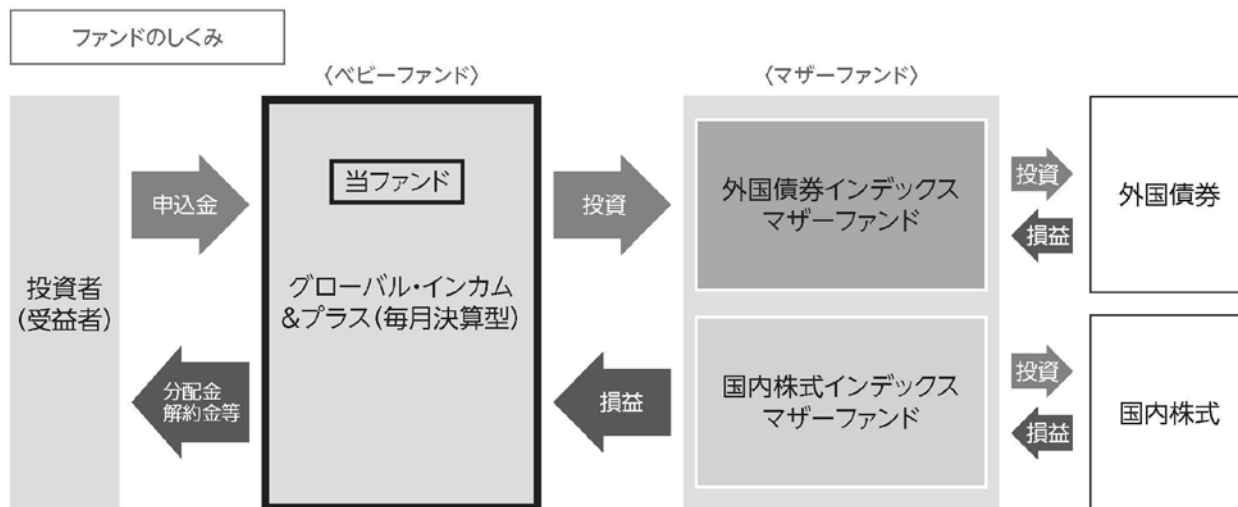 ファンドのしくみ
〈ベビーファンド〉
〈マザーファンド〉
投資者
(受益者)
申込金
分配金
解約金等
当ファンド
グローバル・インカム
&プラス(毎月決算型)
投資
損益
外国債券インデックス
マザーファンド
国内株式インデックス
マザーファンド
投資
損益
外国債券
投資
損益
国内株式